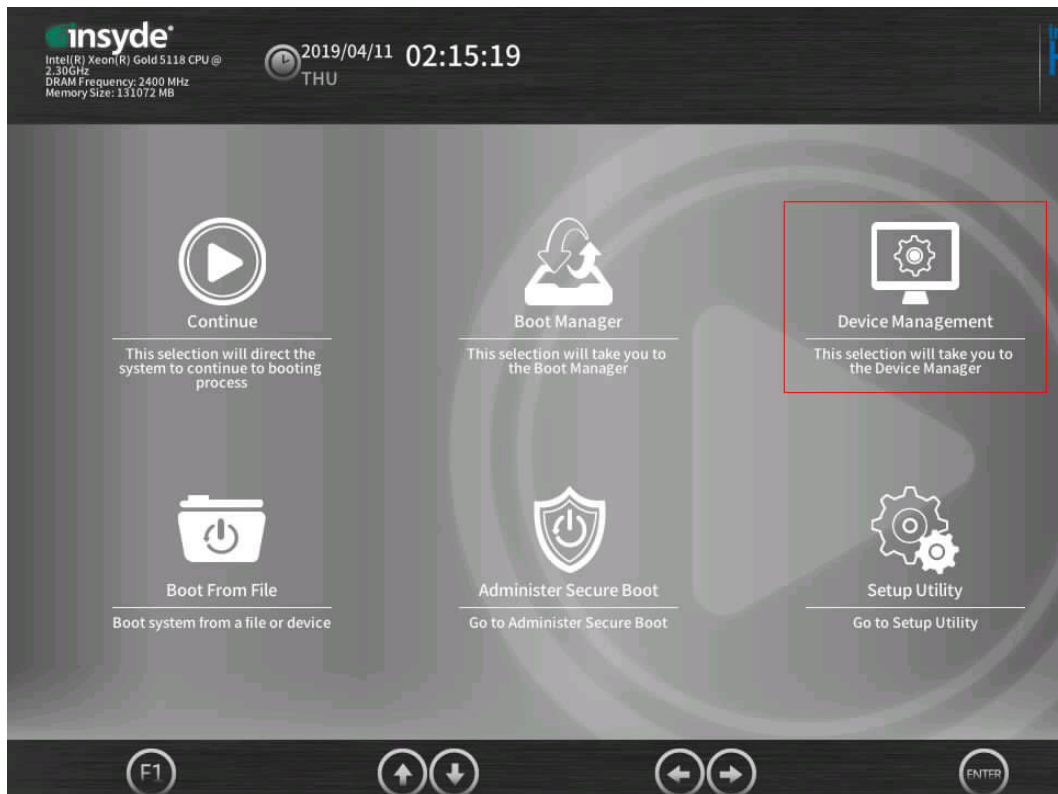 insyde
Intel(R) Xeon(R) Gold 5118 CPU @
2.30GHz
DRAM Frequency: 2400 MHz
Memory Size: 131072 MB
2019/04/11 02:15:19
THU
Continue
This selection will direct the
system to continue to booting
process
Boot Manager
This selection will take you to
the Boot Manager
Device Management
This selection will take you to
the Device Manager
Boot From File
Boot system from a file or device
Administer Secure Boot
Go to Administer Secure Boot
Setup Utility
Go to Setup Utility
F1
ENTER